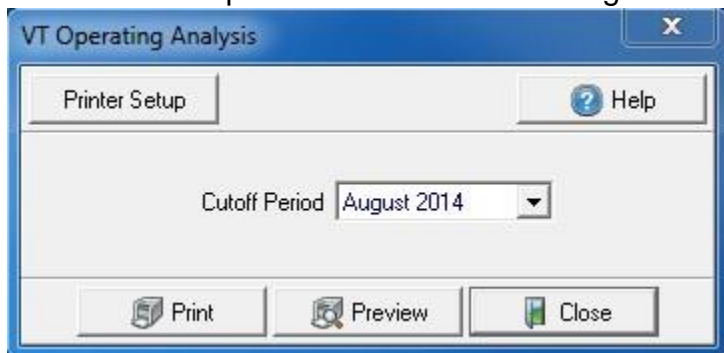 VT Operating Analysis
Printer Setup
Help
Cutoff Period August 2014
Print Preview Close